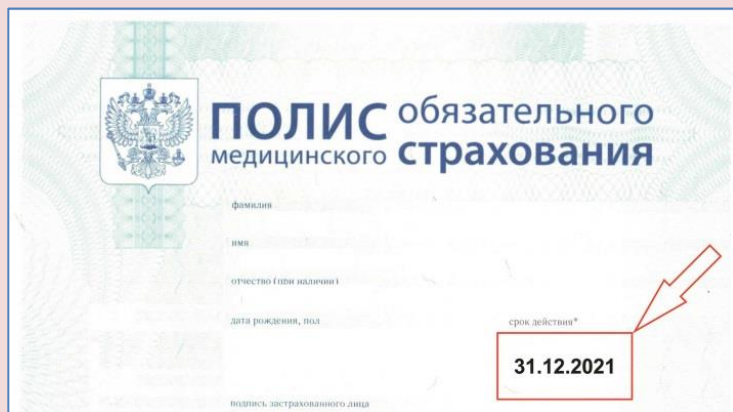 ПОЛИС обязательного
медицинского страхования
фамилия
имя
отчество (при наличии)
дата рождения, пол
срок действия*
31.12.2021
подпись застрахованного лица